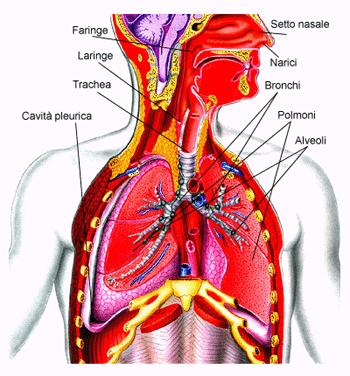 Setto nasale
Faringe
Laringe
Narici
Trachea
Bronchi
Cavità pleurica
Polmoni
Alveoli